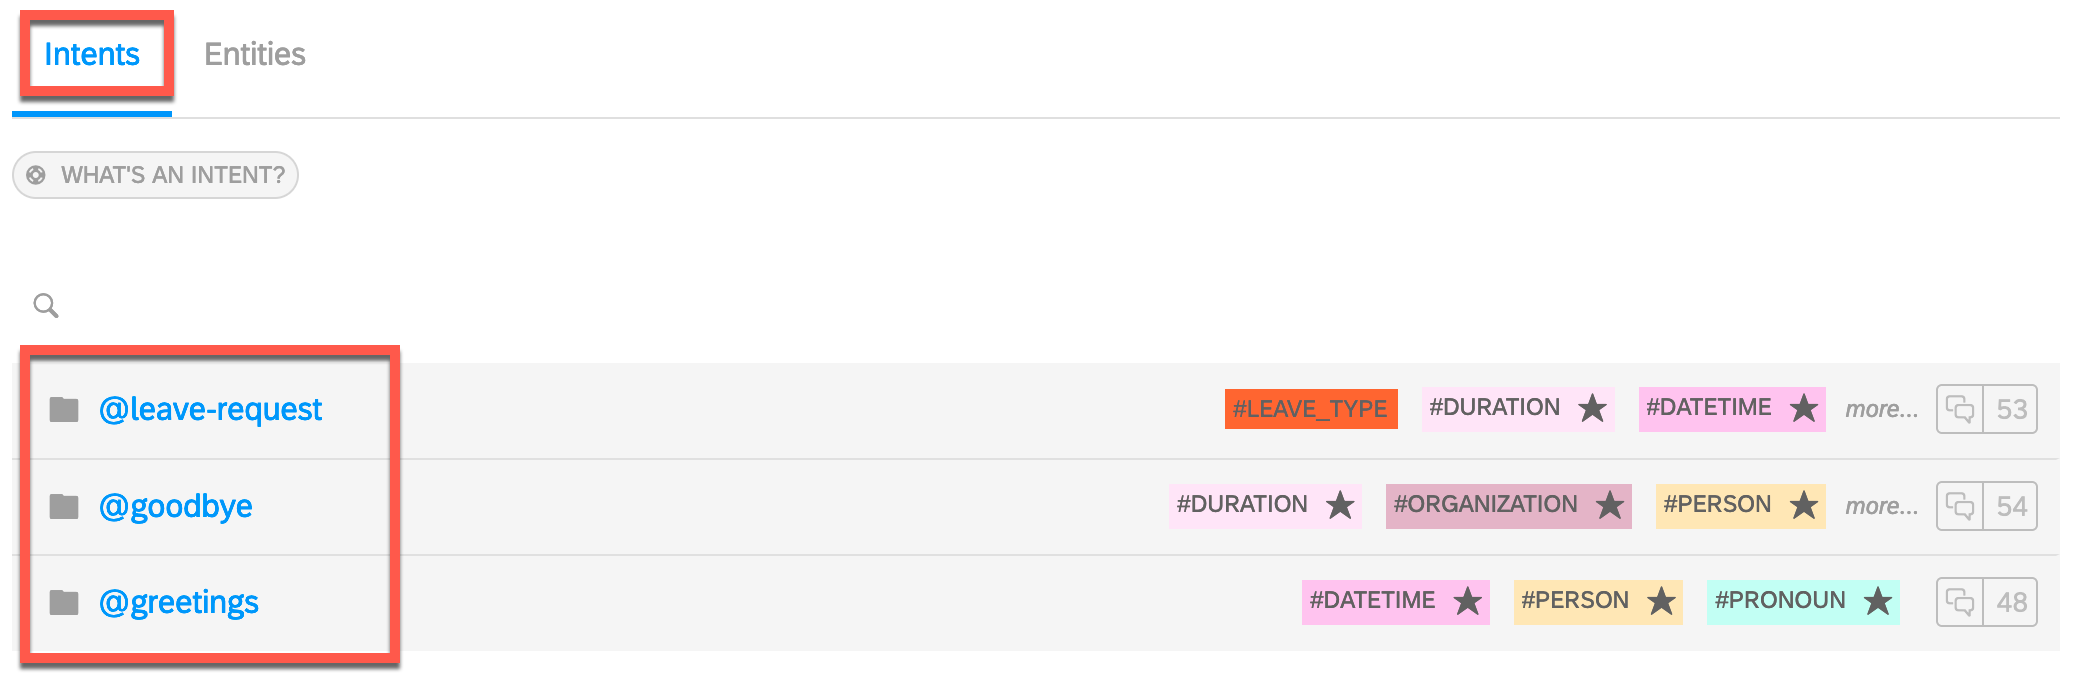 Intents Entities
WHAT'S AN INTENT?
@leave-request #LEAVE_TYPE #DURATION #DATETIME more... 53
@goodbye #DURATION #ORGANIZATION #PERSON more... 54
@greetings #DATETIME #PERSON #PRONOUN 48